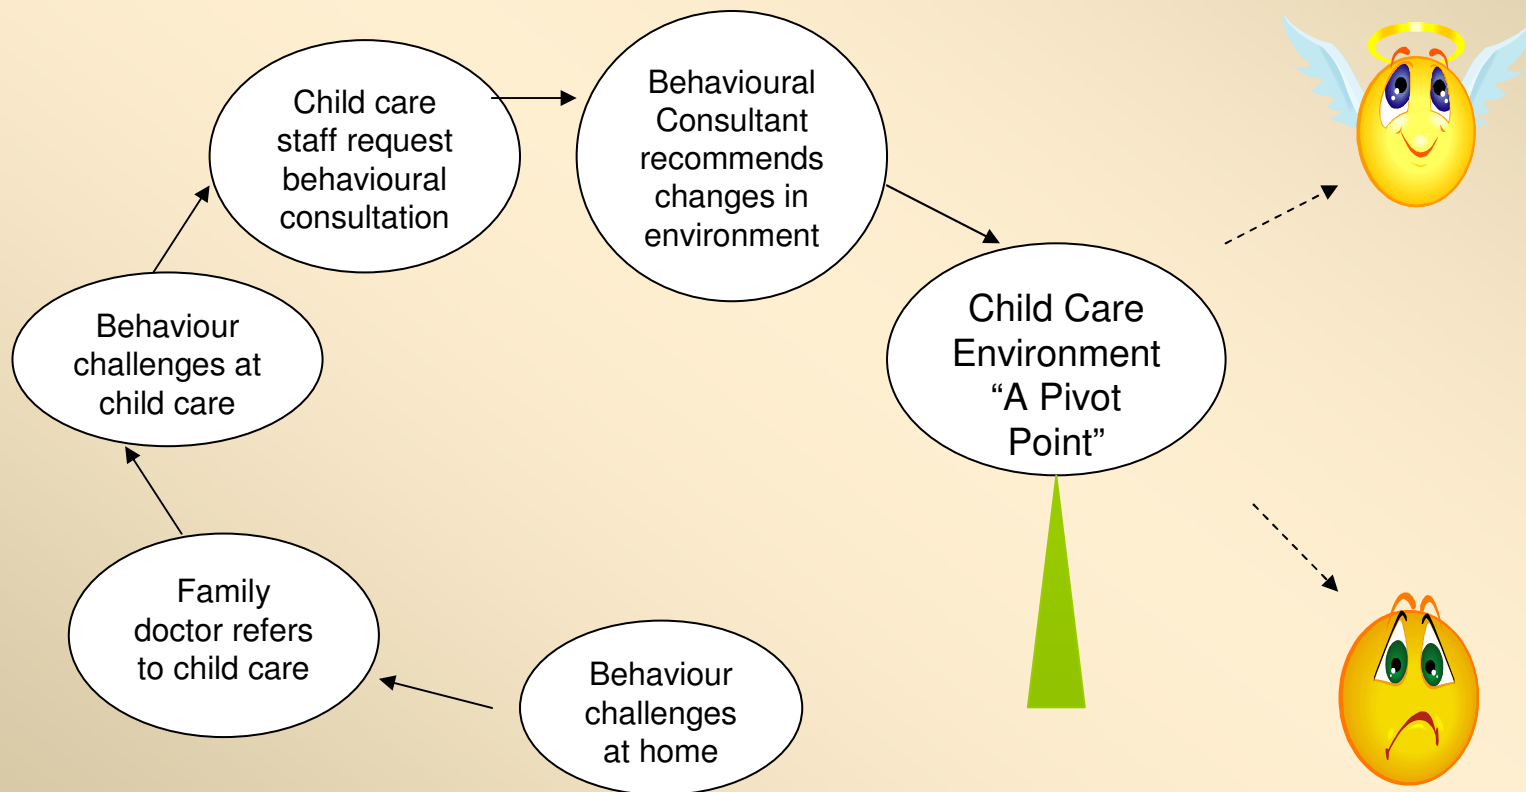 Child care
staff request
behavioural
consultation
Behavioural
Consultant
recommends
changes in
environment
Child Care
Environment
“A Pivot
Point”
Behaviour
challenges at
child care
Family
doctor refers
to child care
Behaviour
challenges
at home